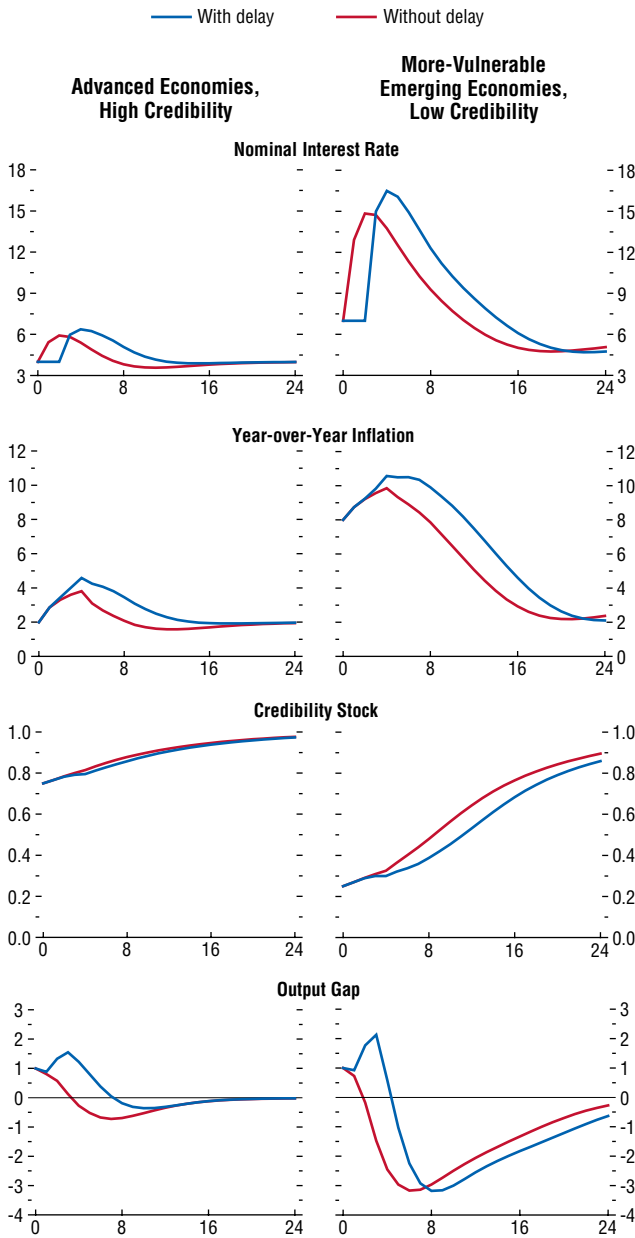 With delay Without delay
Advanced Economies,
High Credibility
More-Vulnerable
Emerging Economies,
Low Credibility
Nominal Interest Rate
18 18
15 15
12 12
9 9
6 6
3 3
0 8 16 24 0 8 16 24
Year-over-Year Inflation
12 12
10 10
8 8
6 6
4 4
2 2
0 0
0 8 16 24 0 8 16 24
Credibility Stock
1.0 1.0
0.8 0.8
0.6 0.6
0.4 0.4
0.2 0.2
0.0 0.0
0 8 16 24 0 8 16 24
Output Gap
3 3
2 2
1 1
0 0
-1 -1
-2 -2
-3 -3
-4 -4
0 8 16 24 0 8 16 24